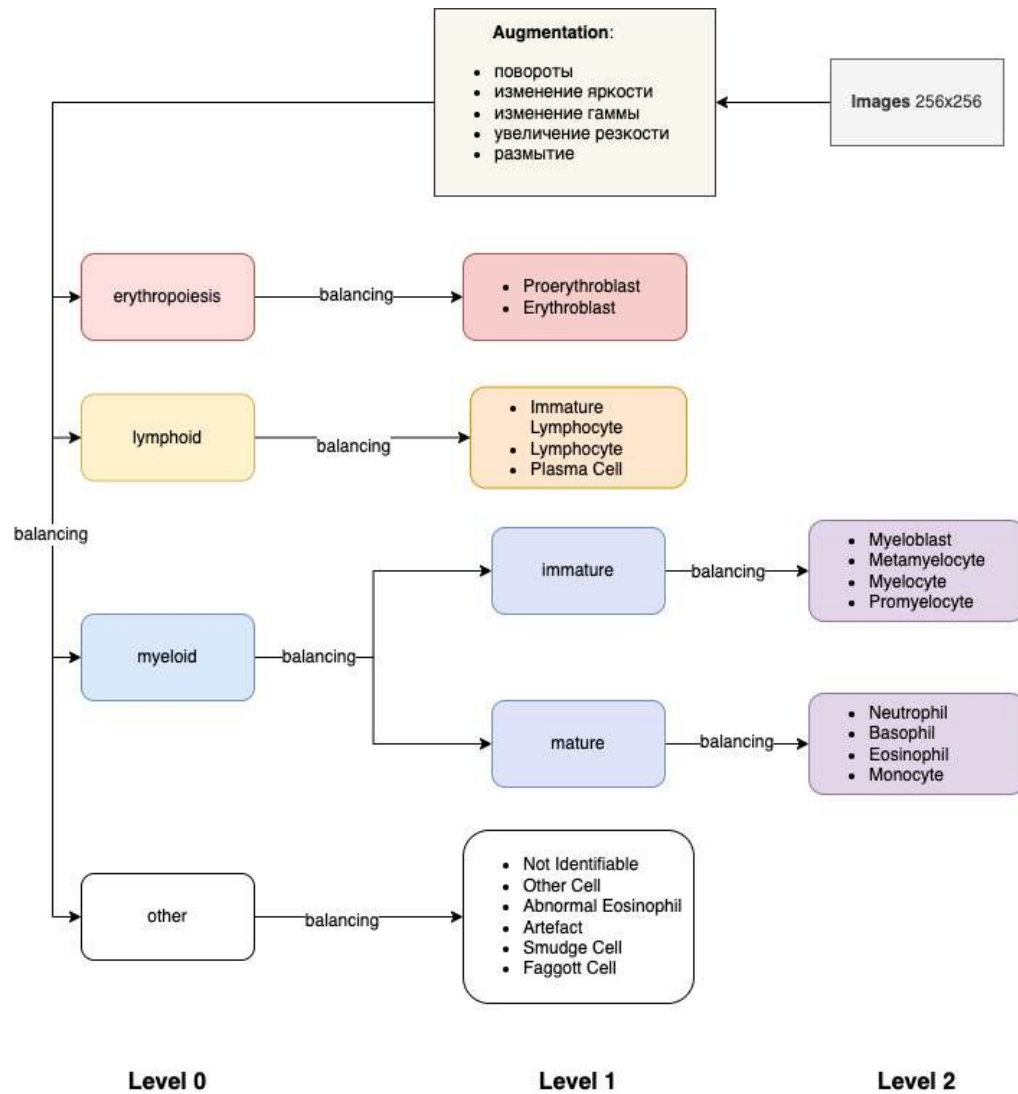 Augmentation:
• повороты
• изменение яркости
• изменение гаммы
• увеличение резкости
• размытие
Images 256x256
erythropoiesis
balancing
• Proerythroblast
• Erythroblast
lymphoid
balancing
• Immature
Lymphocyte
• Lymphocyte
• Plasma Cell
balancing
myeloid
balancing
immature
balancing
• Myeloblast
• Metamyelocyte
• Myelocyte
• Promyelocyte
mature
balancing
• Neutrophil
• Basophil
• Eosinophil
• Monocyte
other
balancing
• Not Identifiable
• Other Cell
• Abnormal Eosinophil
• Artefact
• Smudge Cell
• Faggott Cell
Level 0
Level 1
Level 2